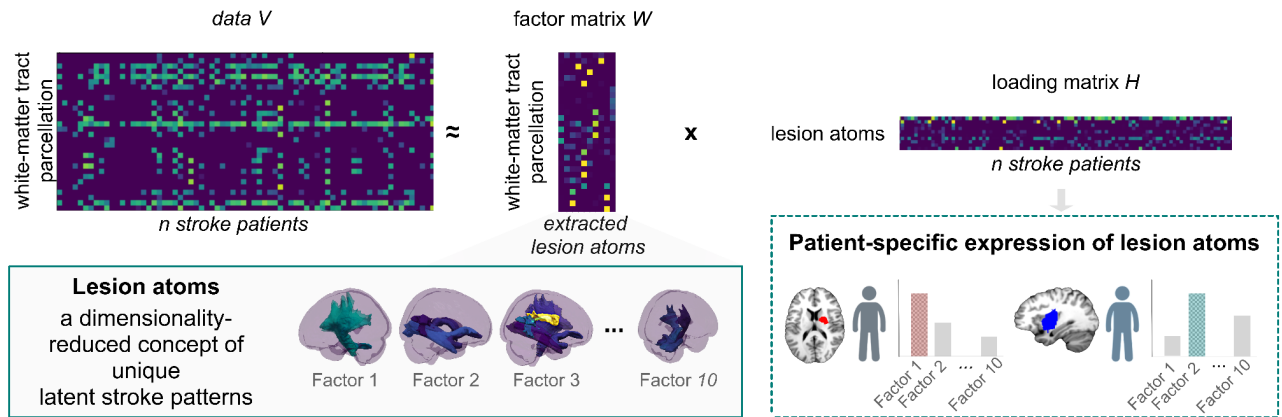 data V
white-matter tract
parcellation
n stroke patients
≈
factor matrix W
white-matter tract
parcellation
extracted
lesion atoms
x
loading matrix H
lesion atoms
n stroke patients
Lesion atoms
a dimensionality-
reduced concept of
unique
latent stroke patterns
Factor 1
Factor 2
Factor 3
...
Factor 10
Patient-specific expression of lesion atoms
Factor 1
Factor 2
...
Factor 10
Factor 1
Factor 2
...
Factor 10